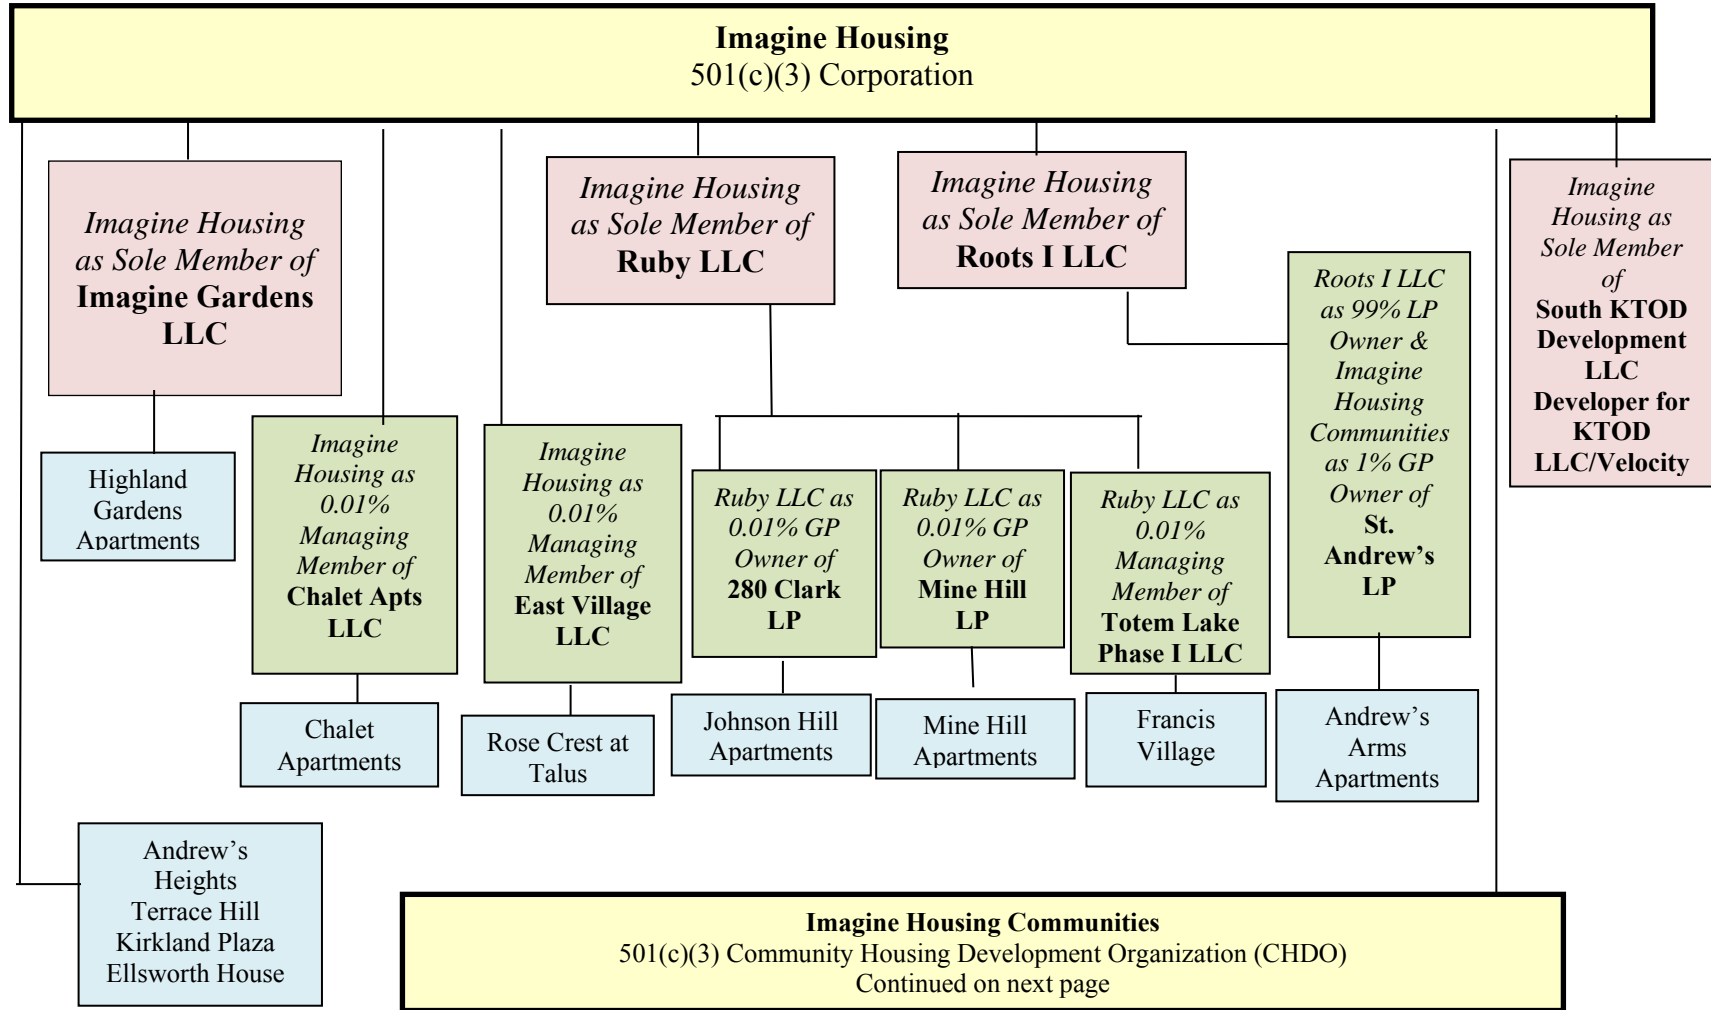 Imagine Housing
501(c)(3) Corporation
Imagine Housing
as Sole Member of
Imagine Gardens
LLC
Highland
Gardens
Apartments
Imagine
Housing as
0.01%
Managing
Member of
Chalet Apts
LLC
Chalet
Apartments
Imagine
Housing as
0.01%
Managing
Member of
East Village
LLC
Rose Crest at
Talus
Imagine Housing
as Sole Member of
Ruby LLC
Ruby LLC as
0.01% GP
Owner of
280 Clark
LP
Johnson Hill
Apartments
Ruby LLC as
0.01% GP
Owner of
Mine Hill
LP
Mine Hill
Apartments
Ruby LLC as
0.01%
Managing
Member of
Totem Lake
Phase I LLC
Francis
Village
Imagine Housing
as Sole Member of
Roots I LLC
Roots I LLC
as 99% LP
Owner &
Imagine
Housing
Communities
as 1% GP
Owner of
St.
Andrew’s
LP
Andrew’s
Arms
Apartments
Imagine
Housing as
Sole Member
of
South KTOD
Development
LLC
Developer for
KTOD
LLC/Velocity
Andrew’s
Heights
Terrace Hill
Kirkland Plaza
Ellsworth House
Imagine Housing Communities
501(c)(3) Community Housing Development Organization (CHDO)
Continued on next page